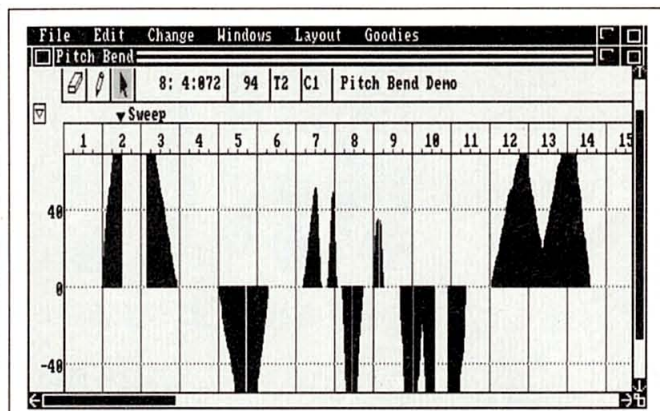 File Edit Change Windows Layout Goodies
Pitch Bend
8: 4:072 94 T2 C1 Pitch Bend Demo
Sweep
1 2 3 4 5 6 7 8 9 10 11 12 13 14 15
40
0
-40